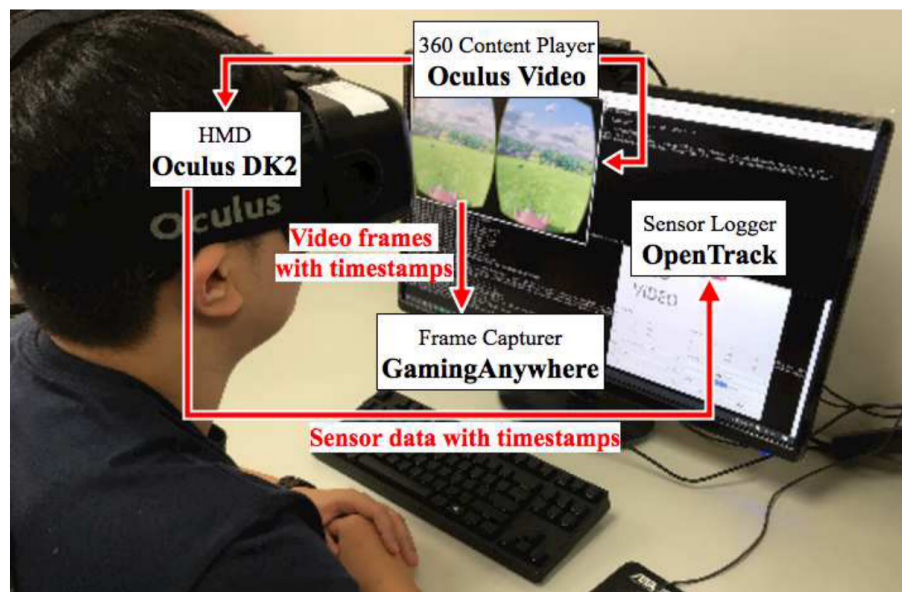 360 Content Player
Oculus Video
HMD
Oculus DK2
Oculus
Video frames
with timestamps
Sensor Logger
OpenTrack
VIDEO
Frame Capturer
GamingAnywhere
Sensor data with timestamps